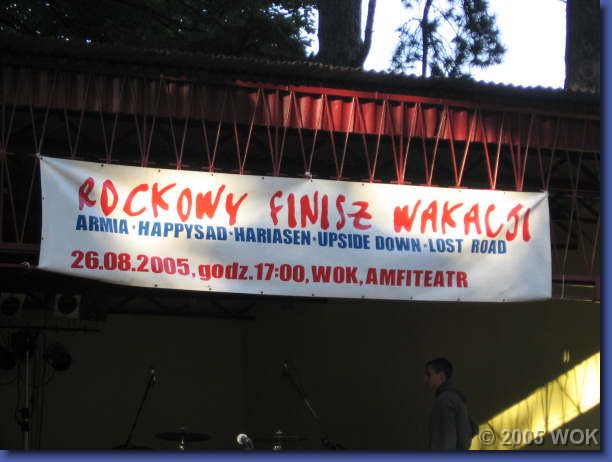 ROCKOWY FINISZ WAKACJI
ARMIA·HAPPYSAD·HARIASEN·UPSIDE DOWN·LOST ROAD
26.08.2005, godz.17:00, WOK, AMFITEATR
© 2005 WOK